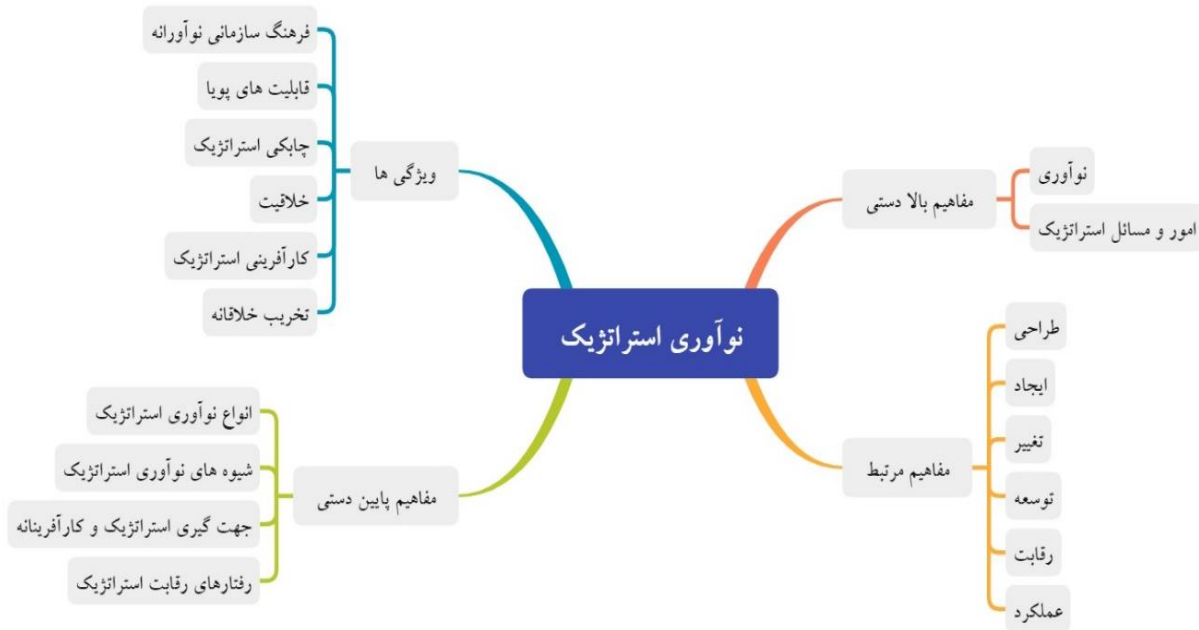 نوآوری استراتژیک
مفاهیم بالا دستی
نوآوری
امور و مسائل استراتژیک
مفاهیم مرتبط
طراحی
ایجاد
تغییر
توسعه
رقابت
عملکرد
ویژگی ها
فرهنگ سازمانی نوآورانه
قابلیت های پویا
چابکی استراتژیک
خلاقیت
کارآفرینی استراتژیک
تخریب خلاقانه
مفاهیم پایین دستی
انواع نوآوری استراتژیک
شیوه های نوآوری استراتژیک
جهت گیری استراتژیک و کارآفرینانه
رفتارهای رقابت استراتژیک